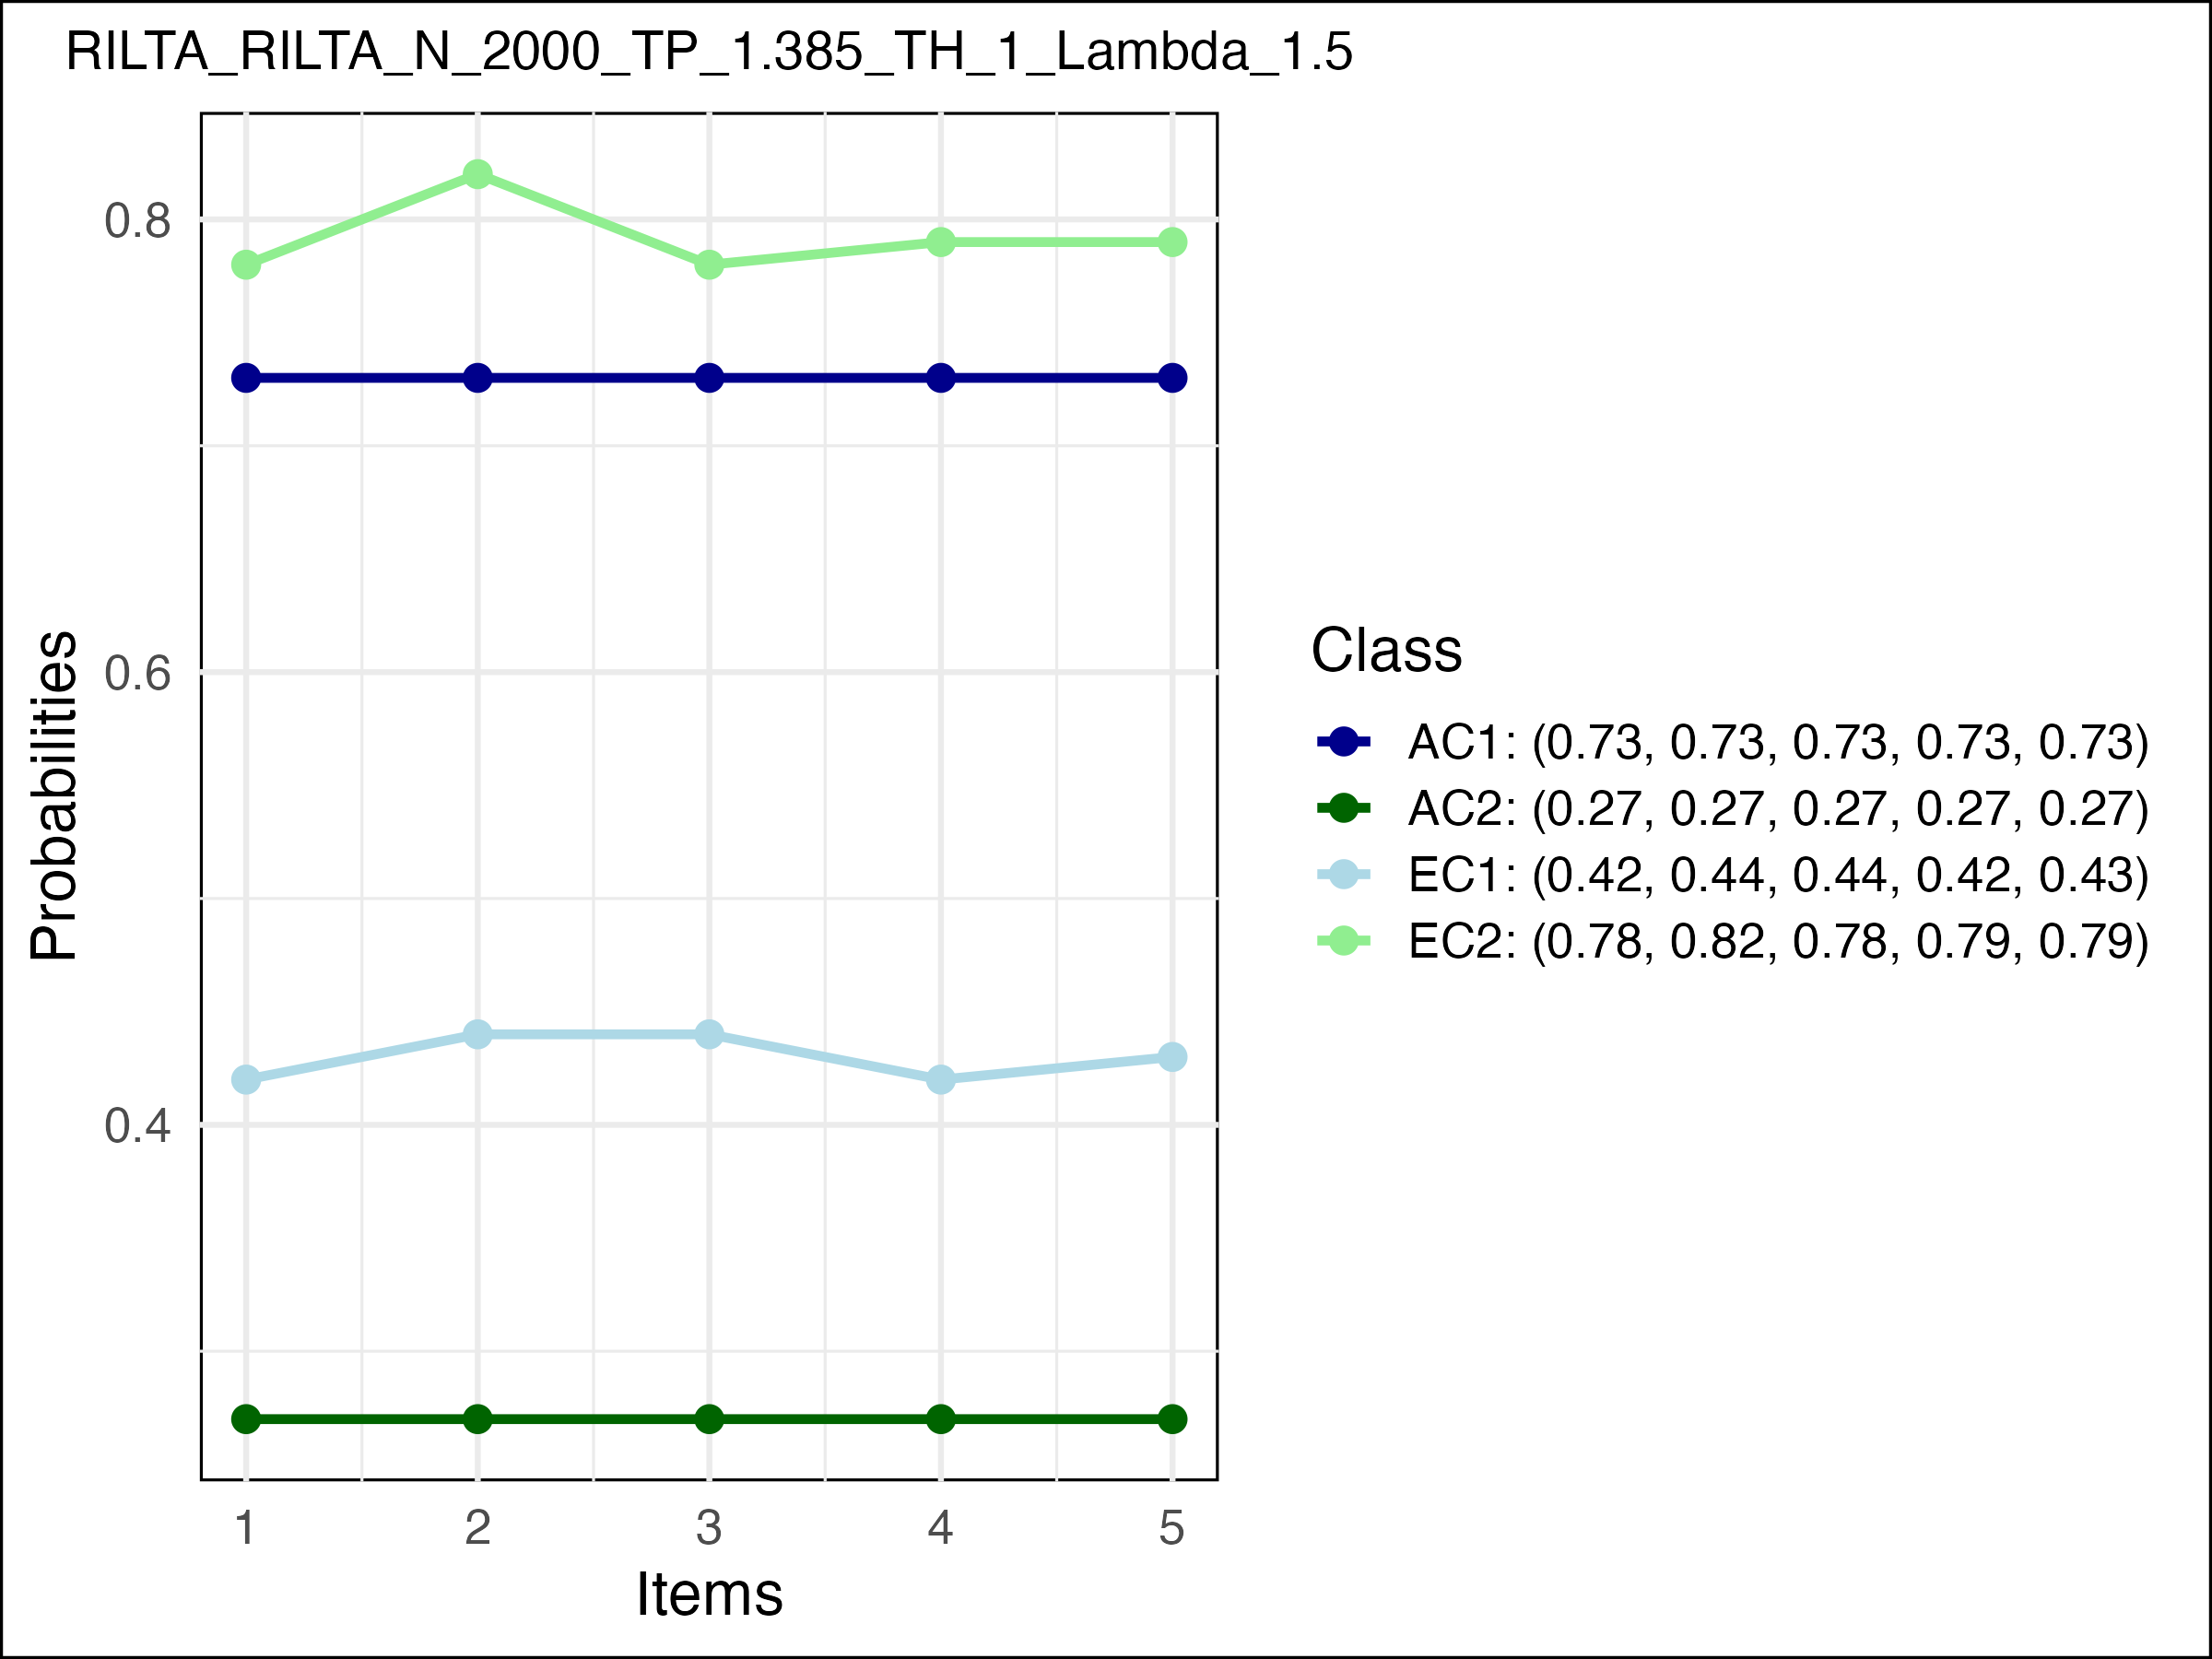 RILTA_RILTA_N_2000_TP_1.385_TH_1_Lambda_1.5
Probabilities
0.8
0.6
0.4
1 2 3 4 5
Items
Class
AC1: (0.73, 0.73, 0.73, 0.73, 0.73)
AC2: (0.27, 0.27, 0.27, 0.27, 0.27)
EC1: (0.42, 0.44, 0.44, 0.42, 0.43)
EC2: (0.78, 0.82, 0.78, 0.79, 0.79)